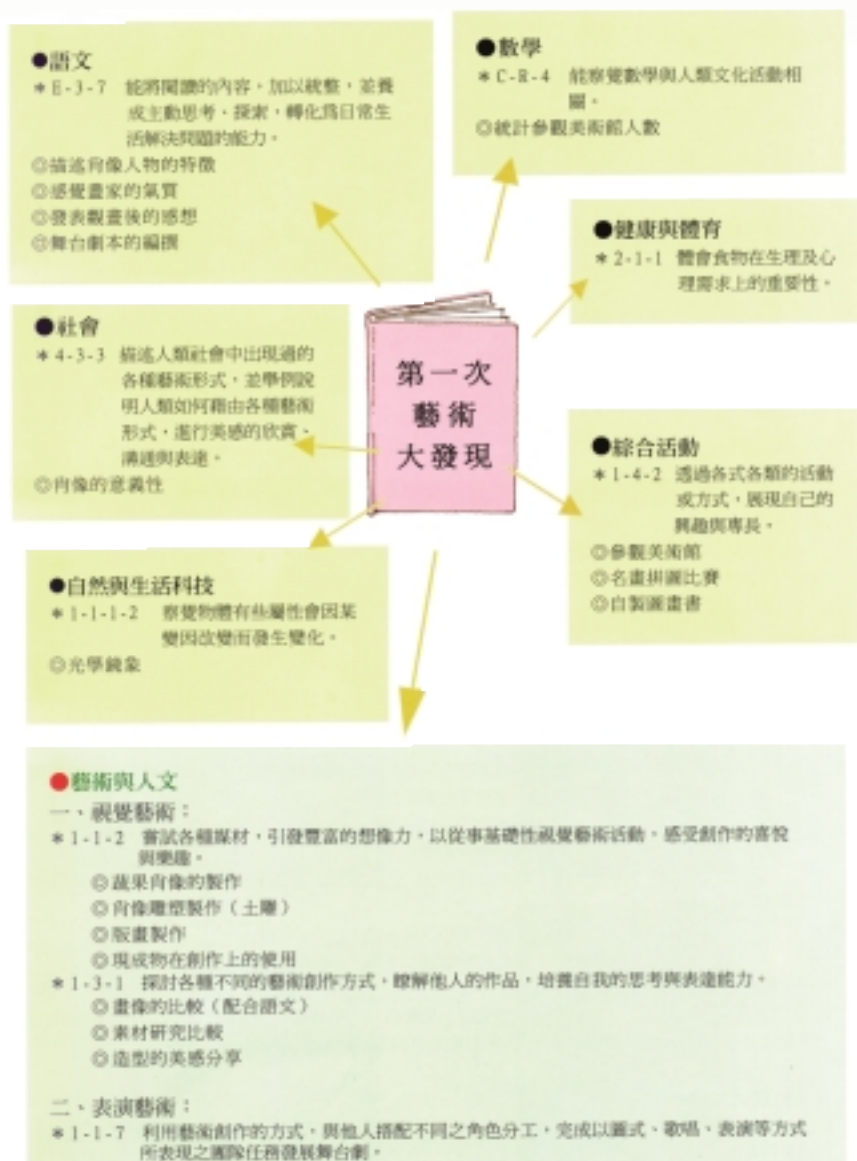 ●語文
＊E-3-7 能將閱讀的內容，加以統整，並養
成主動思考、探索，轉化為日常生
活解決問題的能力。
◎描述肖像人物的特徵
◎感覺畫家的氣質
◎發表觀畫後的感想
◎舞台劇本的編撰
●數學
＊C-R-4 能察覺數學與人類文化活動相
關。
◎統計參觀美術館人數
●健康與體育
＊2-1-1 體會食物在生理及心
理需求上的重要性。
●社會
＊4-3-3 描述人類社會中出現過的
各種藝術形式，並舉例說
明人類如何藉由各種藝術
形式，進行美感的欣賞、
溝通與表達。
◎肖像的意義性
第一次
藝術
大發現
●綜合活動
＊1-4-2 透過各式各類的活動
或方式，展現自己的
興趣與專長。
◎參觀美術館
◎名畫拼圖比賽
◎自製圖畫書
●自然與生活科技
＊1-1-1-2 察覺物體有些屬性會因某
變因改變而發生變化。
◎光學鏡象
●藝術與人文
一、視覺藝術：
＊1-1-2 嘗試各種媒材，引發豐富的想像力，以從事基礎性視覺藝術活動，感受創作的喜悅
與樂趣。
◎蔬果肖像的製作
◎肖像雕塑製作（土雕）
◎版畫製作
◎現成物在創作上的使用
＊1-3-1 探討各種不同的藝術創作方式，瞭解他人的作品，培養自我的思考與表達能力。
◎畫像的比較（配合語文）
◎素材研究比較
◎造型的美感分享
二、表演藝術：
＊1-1-7 利用藝術創作的方式，與他人搭配不同之角色分工，完成以圖式、歌唱、表演等方式
所表現之團隊任務發展舞台劇。